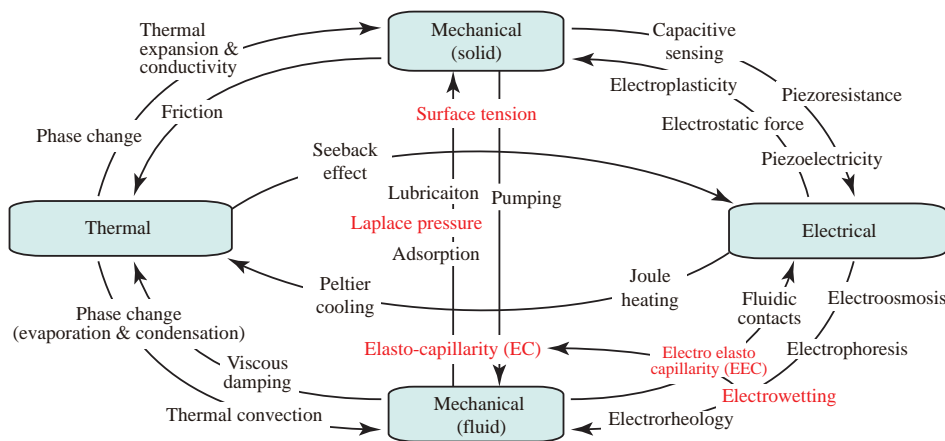 Thermal
expansion &
conductivity
Mechanical
(solid)
Capacitive
sensing
Friction
Electroplasticity
Piezoresistance
Surface tension
Phase change
Electrostatic force
Seeback
effect
Piezoelectricity
Lubricaiton
Pumping
Laplace pressure
Thermal
Electrical
Adsorption
Peltier
cooling
Joule
heating
Fluidic
contacts
Electroosmosis
Phase change
(evaporation & condensation)
Elasto-capillarity (EC)
Electro elasto
capillarity (EEC)
Electrophoresis
Viscous
damping
Electrowetting
Thermal convection
Mechanical
(fluid)
Electrorheology